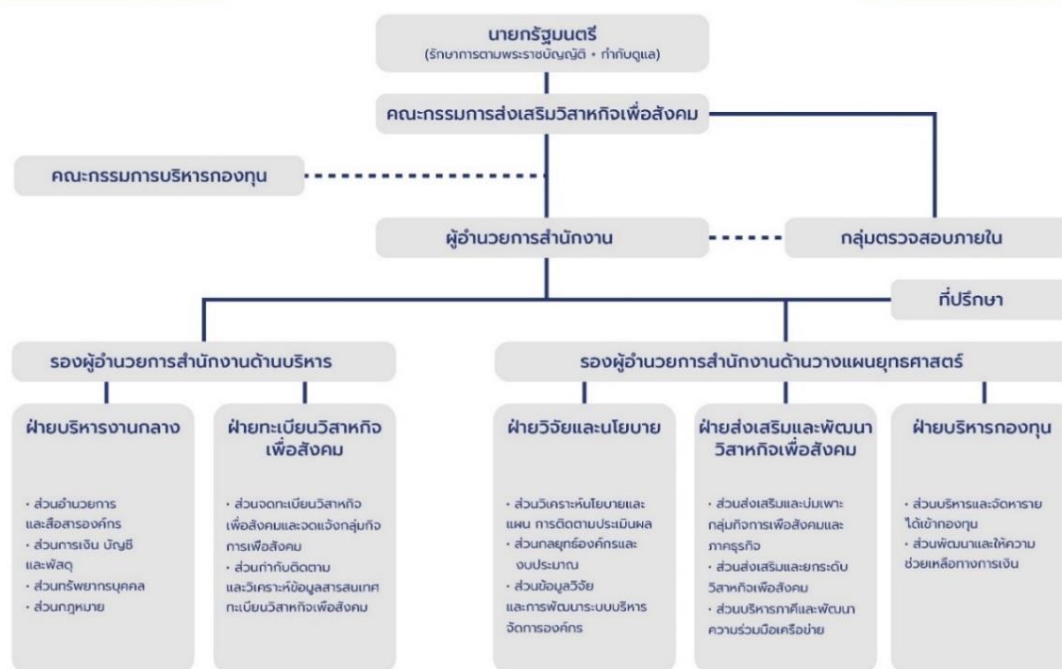 นายกรัฐมนตรี
(รักษาการตามพระราชบัญญัติ + กำกับดูแล)
คณะกรรมการส่งเสริมวิสาหกิจเพื่อสังคม
คณะกรรมการบริหารกองทุน
ผู้อำนวยการสำนักงาน
กลุ่มตรวจสอบภายใน
ที่ปรึกษา
รองผู้อำนวยการสำนักงานด้านบริหาร
รองผู้อำนวยการสำนักงานด้านวางแผนยุทธศาสตร์
ฝ่ายบริหารงานกลาง
• ส่วนอำนวยการ
และสื่อสารองค์กร
• ส่วนการเงิน บัญชี
และพัสดุ
• ส่วนทรัพยากรบุคคล
• ส่วนกฎหมาย
ฝ่ายทะเบียนวิสาหกิจ
เพื่อสังคม
• ส่วนจดทะเบียนวิสาหกิจ
เพื่อสังคมและจดแจ้งกลุ่มกิจ
การเพื่อสังคม
• ส่วนกำกับติดตาม
และวิเคราะห์ข้อมูลสารสนเทศ
ทะเบียนวิสาหกิจเพื่อสังคม
ฝ่ายวิจัยและนโยบาย
• ส่วนวิเคราะห์นโยบายและ
แผน การติดตามประเมินผล
• ส่วนกลยุทธ์องค์กรและ
งบประมาณ
• ส่วนข้อมูลวิจัย
และการพัฒนาระบบบริหาร
จัดการองค์กร
ฝ่ายส่งเสริมและพัฒนา
วิสาหกิจเพื่อสังคม
• ส่วนส่งเสริมและบ่มเพาะ
กลุ่มกิจการเพื่อสังคมและ
ภาคธุรกิจ
• ส่วนส่งเสริมและยกระดับ
วิสาหกิจเพื่อสังคม
• ส่วนบริหารภาคีและพัฒนา
ความร่วมมือเครือข่าย
ฝ่ายบริหารกองทุน
• ส่วนบริหารและจัดหาราย
ได้เข้ากองทุน
• ส่วนพัฒนาและให้ความ
ช่วยเหลือทางการเงิน